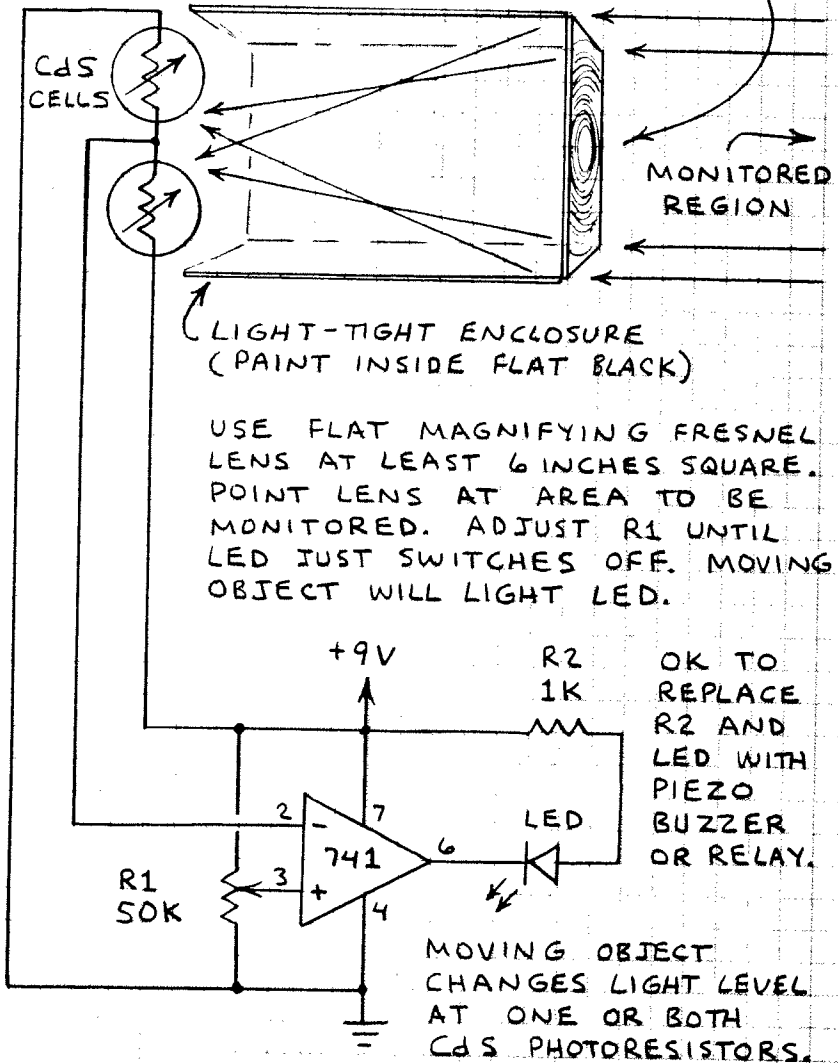 CdS
CELLS
MONITORED
REGION
LIGHT-TIGHT ENCLOSURE
(PAINT INSIDE FLAT BLACK)
USE FLAT MAGNIFYING FRESNEL
LENS AT LEAST 6 INCHES SQUARE.
POINT LENS AT AREA TO BE
MONITORED. ADJUST R1 UNTIL
LED JUST SWITCHES OFF. MOVING
OBJECT WILL LIGHT LED.
+9V
R2
1K
OK TO
REPLACE
R2 AND
LED WITH
PIEZO
BUZZER
OR RELAY.
2
-
7
741
6
LED
R1
50K
3
+
4
MOVING OBJECT
CHANGES LIGHT LEVEL
AT ONE OR BOTH
CdS PHOTORESISTORS.